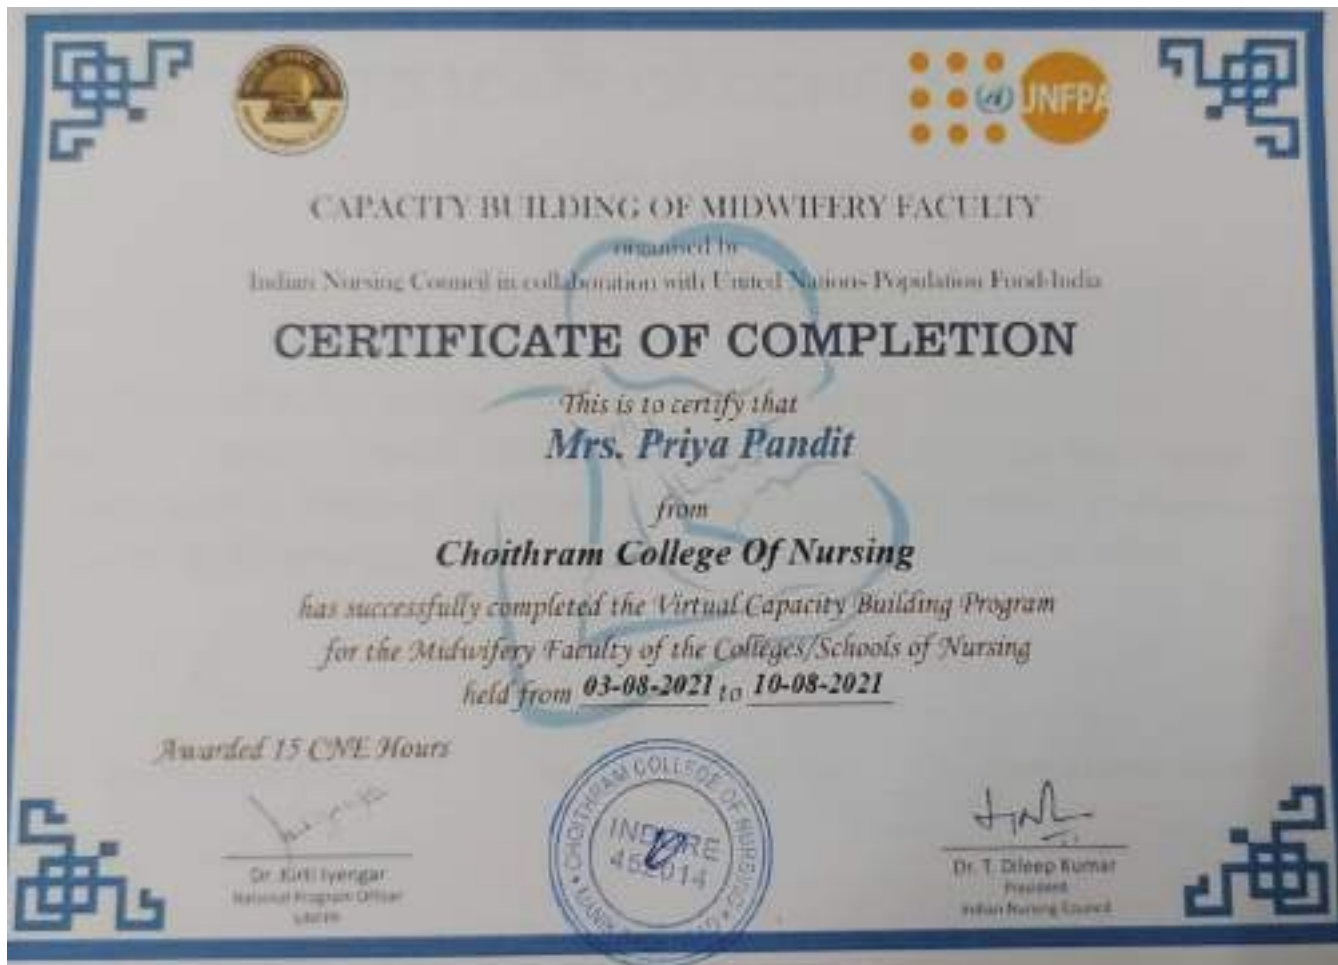 UNFPA
CAPACITY BUILDING OF MIDWIFERY FACULTY
organised by
Indian Nursing Council in collaboration with United Nations Population Fund-India
CERTIFICATE OF COMPLETION
This is to certify that
Mrs. Priya Pandit
from
Choithram College Of Nursing
has successfully completed the Virtual Capacity Building Program
for the Midwifery Faculty of the Colleges/Schools of Nursing
held from 03-08-2021 to 10-08-2021
Awarded 15 CNE Hours
CHOITHRAM COLLEGE OF NURSING
INDORE
452014
Dr. Kirti Iyengar
National Program Officer
UNFPA
Dr. T. Dileep Kumar
President
Indian Nursing Council